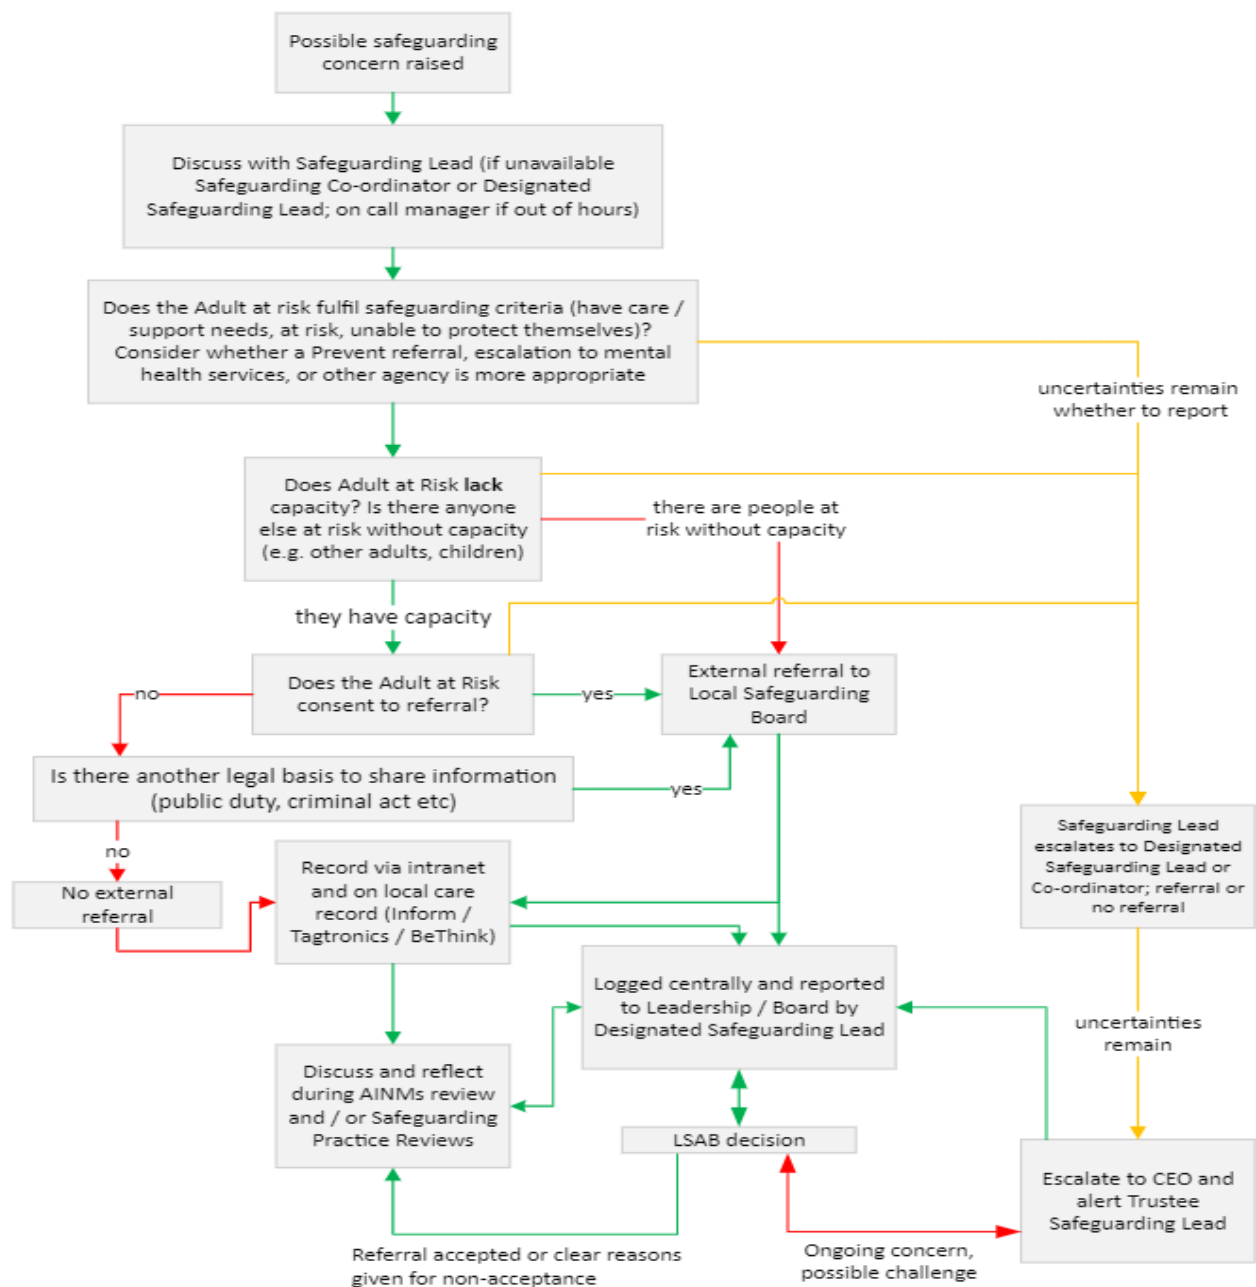 Possible safeguarding
concern raised
Discuss with Safeguarding Lead (if unavailable
Safeguarding Co-ordinator or Designated
Safeguarding Lead; on call manager if out of hours)
Does the Adult at risk fulfil safeguarding criteria (have care /
support needs, at risk, unable to protect themselves)?
Consider whether a Prevent referral, escalation to mental
health services, or other agency is more appropriate
uncertainties remain
whether to report
Does Adult at Risk lack
capacity? Is there anyone
else at risk without capacity
(e.g. other adults, children)
there are people at
risk without capacity
they have capacity
Does the Adult at Risk
consent to referral?
no
yes
External referral to
Local Safeguarding
Board
Is there another legal basis to share information
(public duty, criminal act etc)
yes
no
No external
referral
Record via intranet
and on local care
record (Inform /
Tagtronics / BeThink)
Safeguarding Lead
escalates to Designated
Safeguarding Lead or
Co-ordinator; referral or
no referral
Logged centrally and reported
to Leadership / Board by
Designated Safeguarding Lead
uncertainties
remain
Discuss and reflect
during AINMs review
and / or Safeguarding
Practice Reviews
LSAB decision
Escalate to CEO and
alert Trustee
Safeguarding Lead
Referral accepted or clear reasons
given for non-acceptance
Ongoing concern,
possible challenge